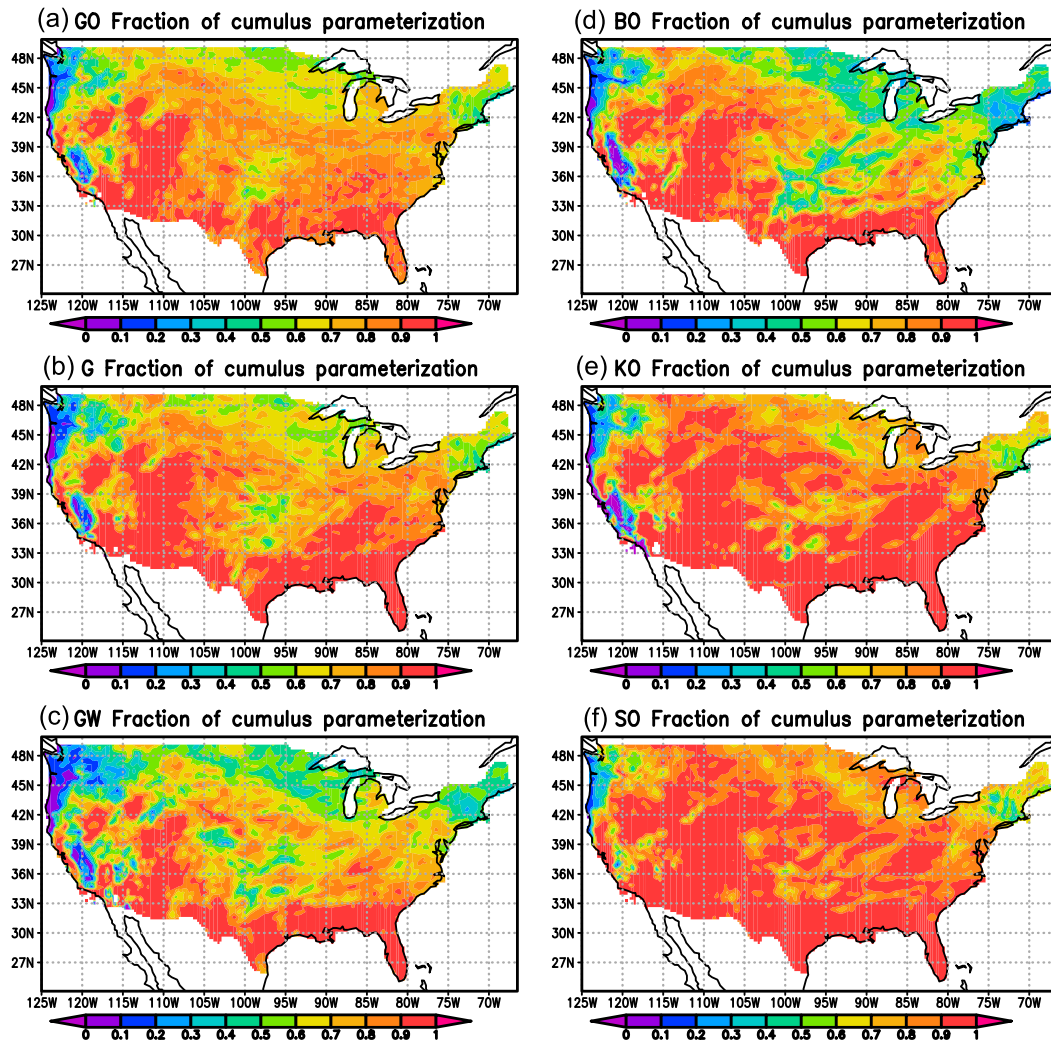 (a) GO Fraction of cumulus parameterization
48N
45N
42N
39N
36N
33N
30N
27N
125W 120W 115W 110W 105W 100W 95W 90W 85W 80W 75W 70W
0 0.1 0.2 0.3 0.4 0.5 0.6 0.7 0.8 0.9 1
(b) G Fraction of cumulus parameterization
48N
45N
42N
39N
36N
33N
30N
27N
125W 120W 115W 110W 105W 100W 95W 90W 85W 80W 75W 70W
0 0.1 0.2 0.3 0.4 0.5 0.6 0.7 0.8 0.9 1
(c) GW Fraction of cumulus parameterization
48N
45N
42N
39N
36N
33N
30N
27N
125W 120W 115W 110W 105W 100W 95W 90W 85W 80W 75W 70W
0 0.1 0.2 0.3 0.4 0.5 0.6 0.7 0.8 0.9 1
(d) BO Fraction of cumulus parameterization
48N
45N
42N
39N
36N
33N
30N
27N
125W 120W 115W 110W 105W 100W 95W 90W 85W 80W 75W 70W
0 0.1 0.2 0.3 0.4 0.5 0.6 0.7 0.8 0.9 1
(e) KO Fraction of cumulus parameterization
48N
45N
42N
39N
36N
33N
30N
27N
125W 120W 115W 110W 105W 100W 95W 90W 85W 80W 75W 70W
0 0.1 0.2 0.3 0.4 0.5 0.6 0.7 0.8 0.9 1
(f) SO Fraction of cumulus parameterization
48N
45N
42N
39N
36N
33N
30N
27N
125W 120W 115W 110W 105W 100W 95W 90W 85W 80W 75W 70W
0 0.1 0.2 0.3 0.4 0.5 0.6 0.7 0.8 0.9 1